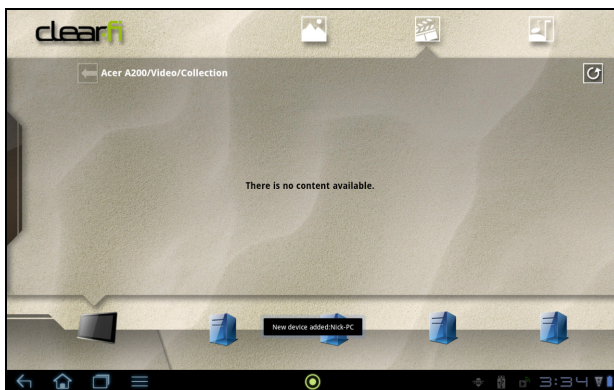 clearfi
Acer A200/Video/Collection
There is no content available.
New device added:Nick-PC
3:34